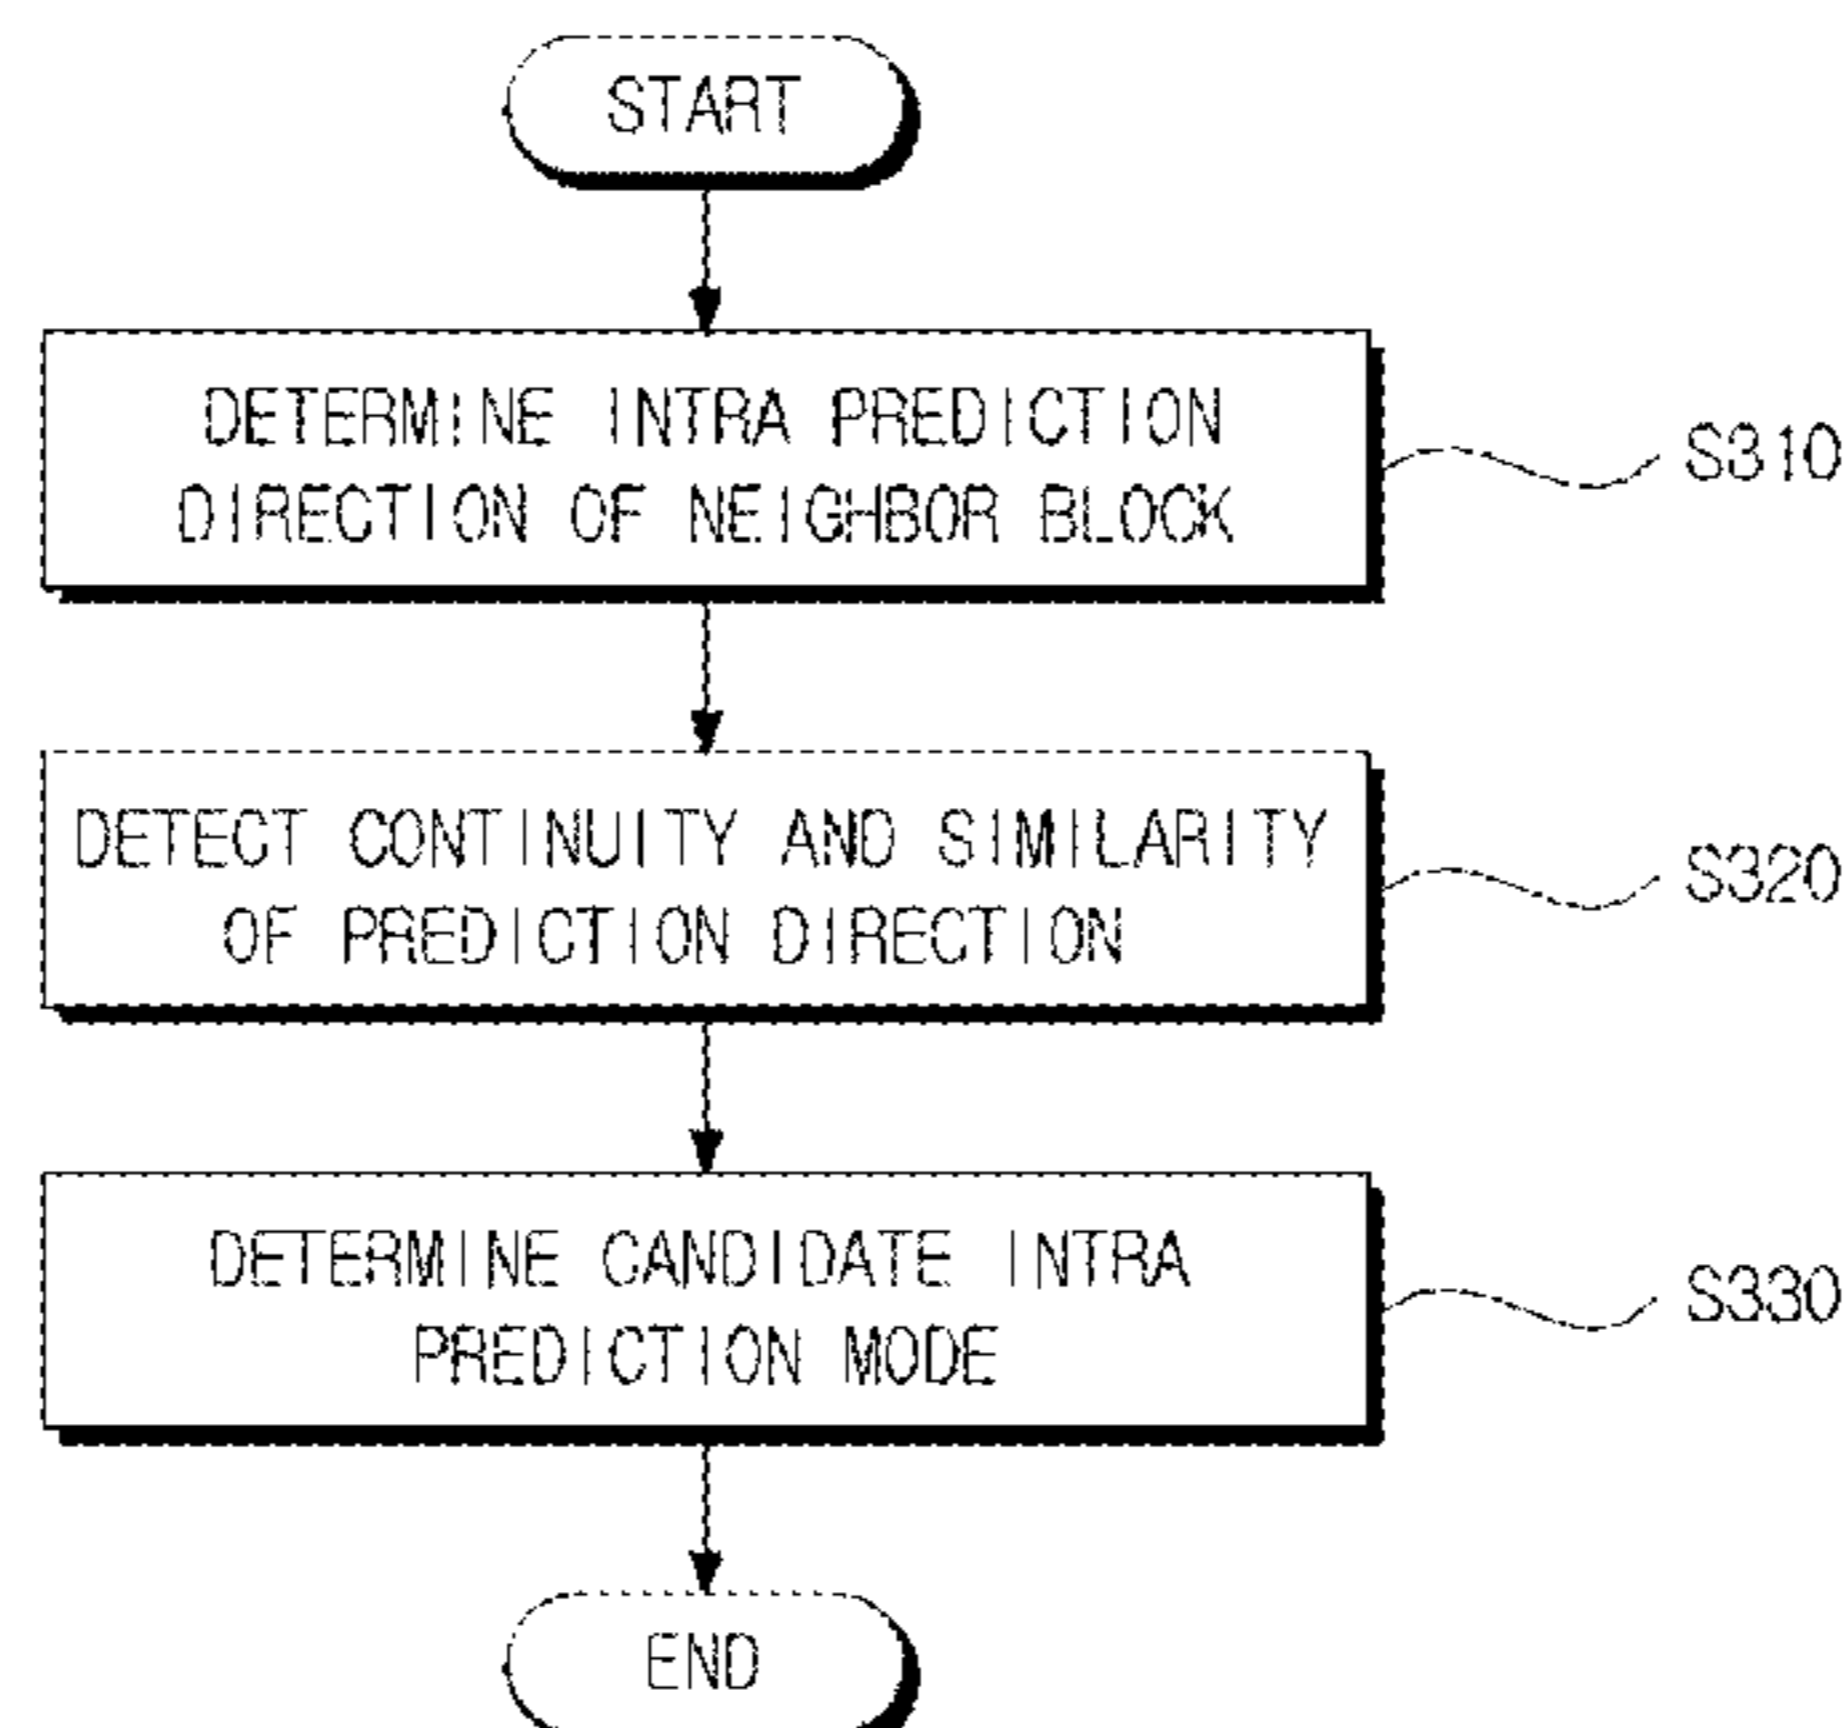 START
DETERMINE INTRA PREDICTION
DIRECTION OF NEIGHBOR BLOCK
S310
DETECT CONTINUITY AND SIMILARITY
OF PREDICTION DIRECTION
S320
DETERMINE CANDIDATE INTRA
PREDICTION MODE
S330
END